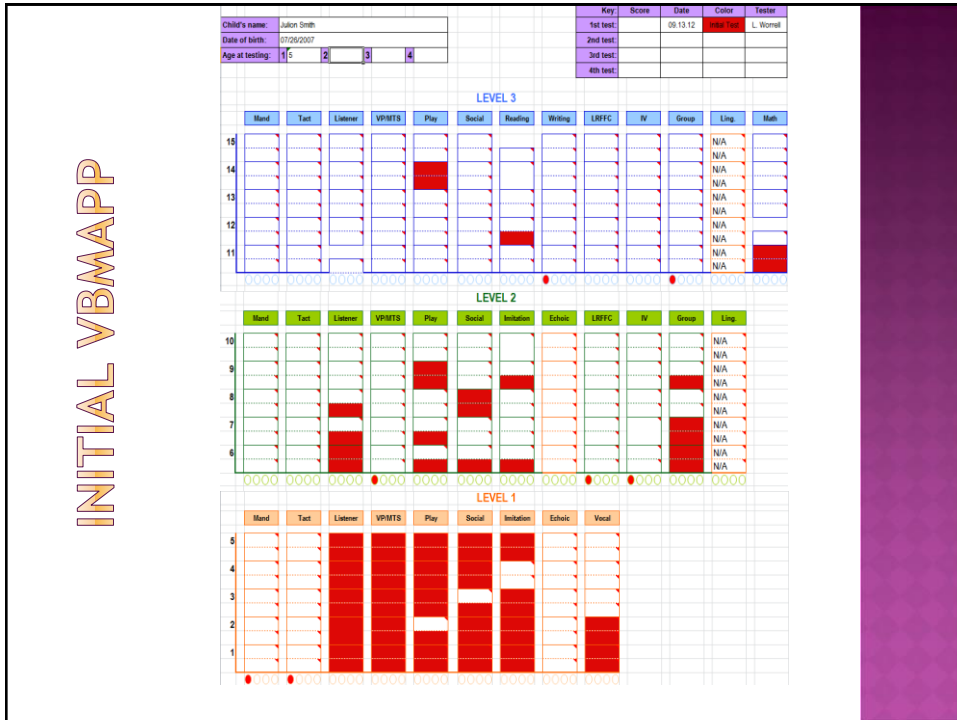 INITIAL VBMAPP
Key Score Date Color Tester
Child's name: Julion Smith 1st test: 09.13.12 Initial Test L. Worrell
Date of birth: 07/26/2007 2nd test:
Age at testing: 1 5 2 3 4 3rd test:
4th test:
LEVEL 3
Mand Tact Listener VP/MTS Play Social Reading Writing LRFFC IV Group Ling. Math
15 N/A
N/A
14 N/A
N/A
13 N/A
N/A
12 N/A
N/A
11 N/A
N/A
LEVEL 2
Mand Tact Listener VP/MTS Play Social Imitation Echoic LRFFC IV Group Ling.
10 N/A
N/A
9 N/A
N/A
8 N/A
N/A
7 N/A
N/A
6 N/A
N/A
LEVEL 1
Mand Tact Listener VP/MTS Play Social Imitation Echoic Vocal
5
4
3
2
1